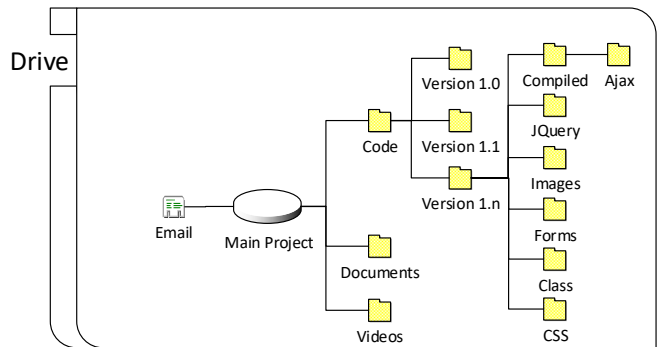 Drive
Email
Main Project
Code
Documents
Videos
Version 1.0
Version 1.1
Version 1.n
Compiled
Ajax
JQuery
Images
Forms
Class
CSS